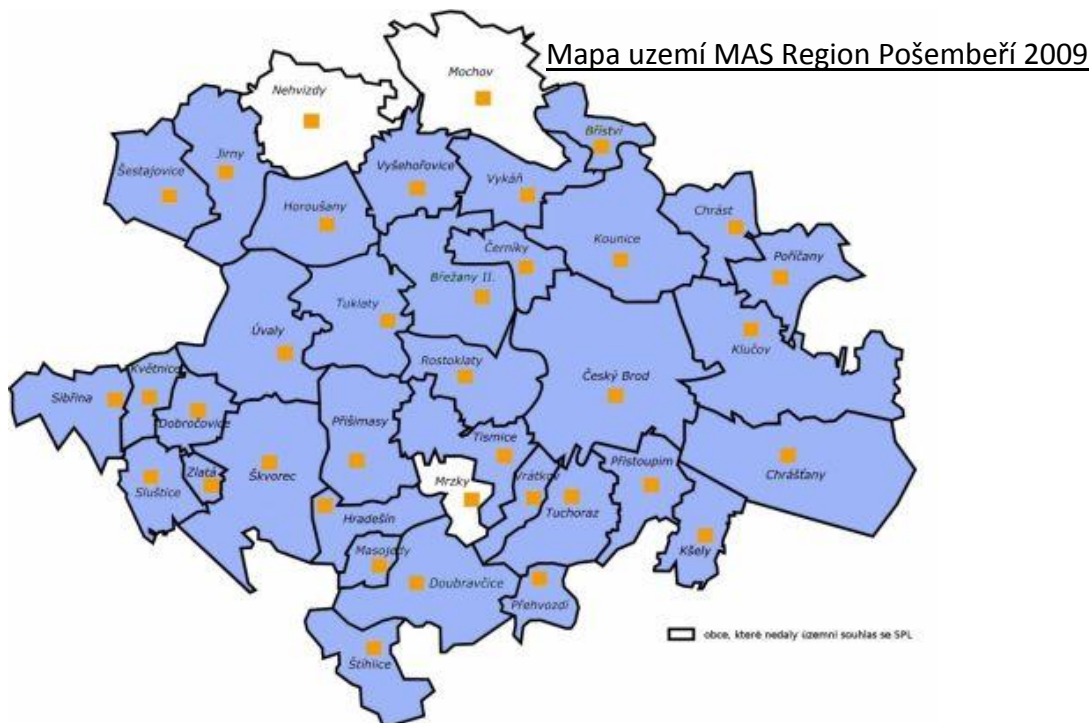 Mapa uzemí MAS Region Pošembeří 2009
Mochov
Nehvizdy
Bříství
Jirny
Šestajovice
Vyšehořovice
Vykáň
Chrást
Horoušany
Kounice
Černíky
Poříčany
Břežany II.
Tuklaty
Úvaly
Klučov
Rostoklaty
Květnice
Český Brod
Sibřina
Dobročovice
Přišimasy
Tismice
Přistoupim
Chrášťany
Zlatá
Škvorec
Mrzky
Vrátkov
Sluštice
Tuchoraz
Hradešín
Masojedy
Kšely
Doubravčice
Přehvozdí
obce, které nedaly územní souhlas se SPL
Štíhlice